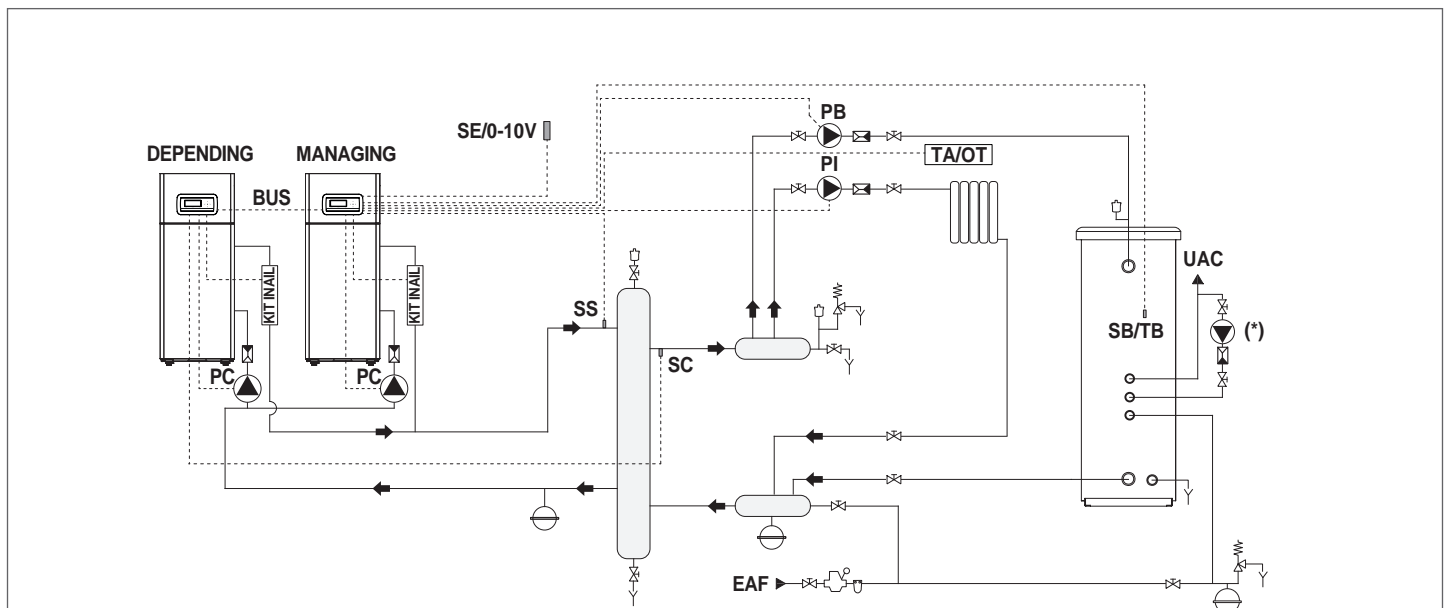 SE/0-10V
PB
DEPENDING
MANAGING
TA/OT
PI
BUS
UAC
KIT INAIL
KIT INAIL
SS
SB/TB
(*)
SC
PC
PC
EAF